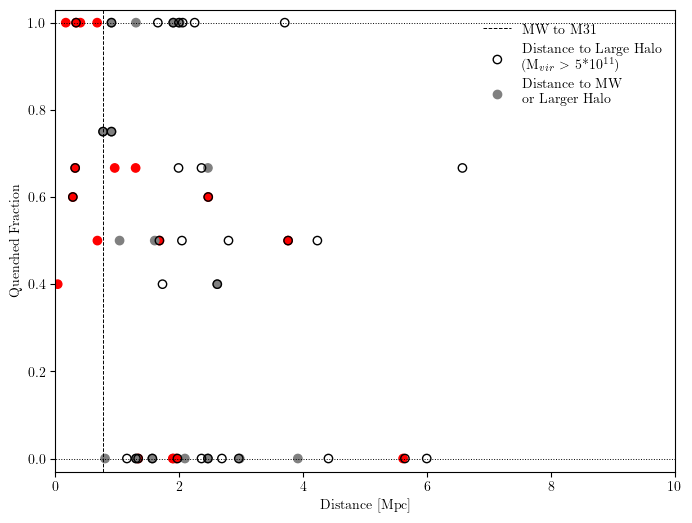 1.0
0.8
0.6
0.4
0.2
0.0
Quenched Fraction
0
2
4
6
8
10
Distance [Mpc]
MW to M31
Distance to Large Halo
(M$_{vir}$ > 5*10$^{11}$)
Distance to MW
or Larger Halo